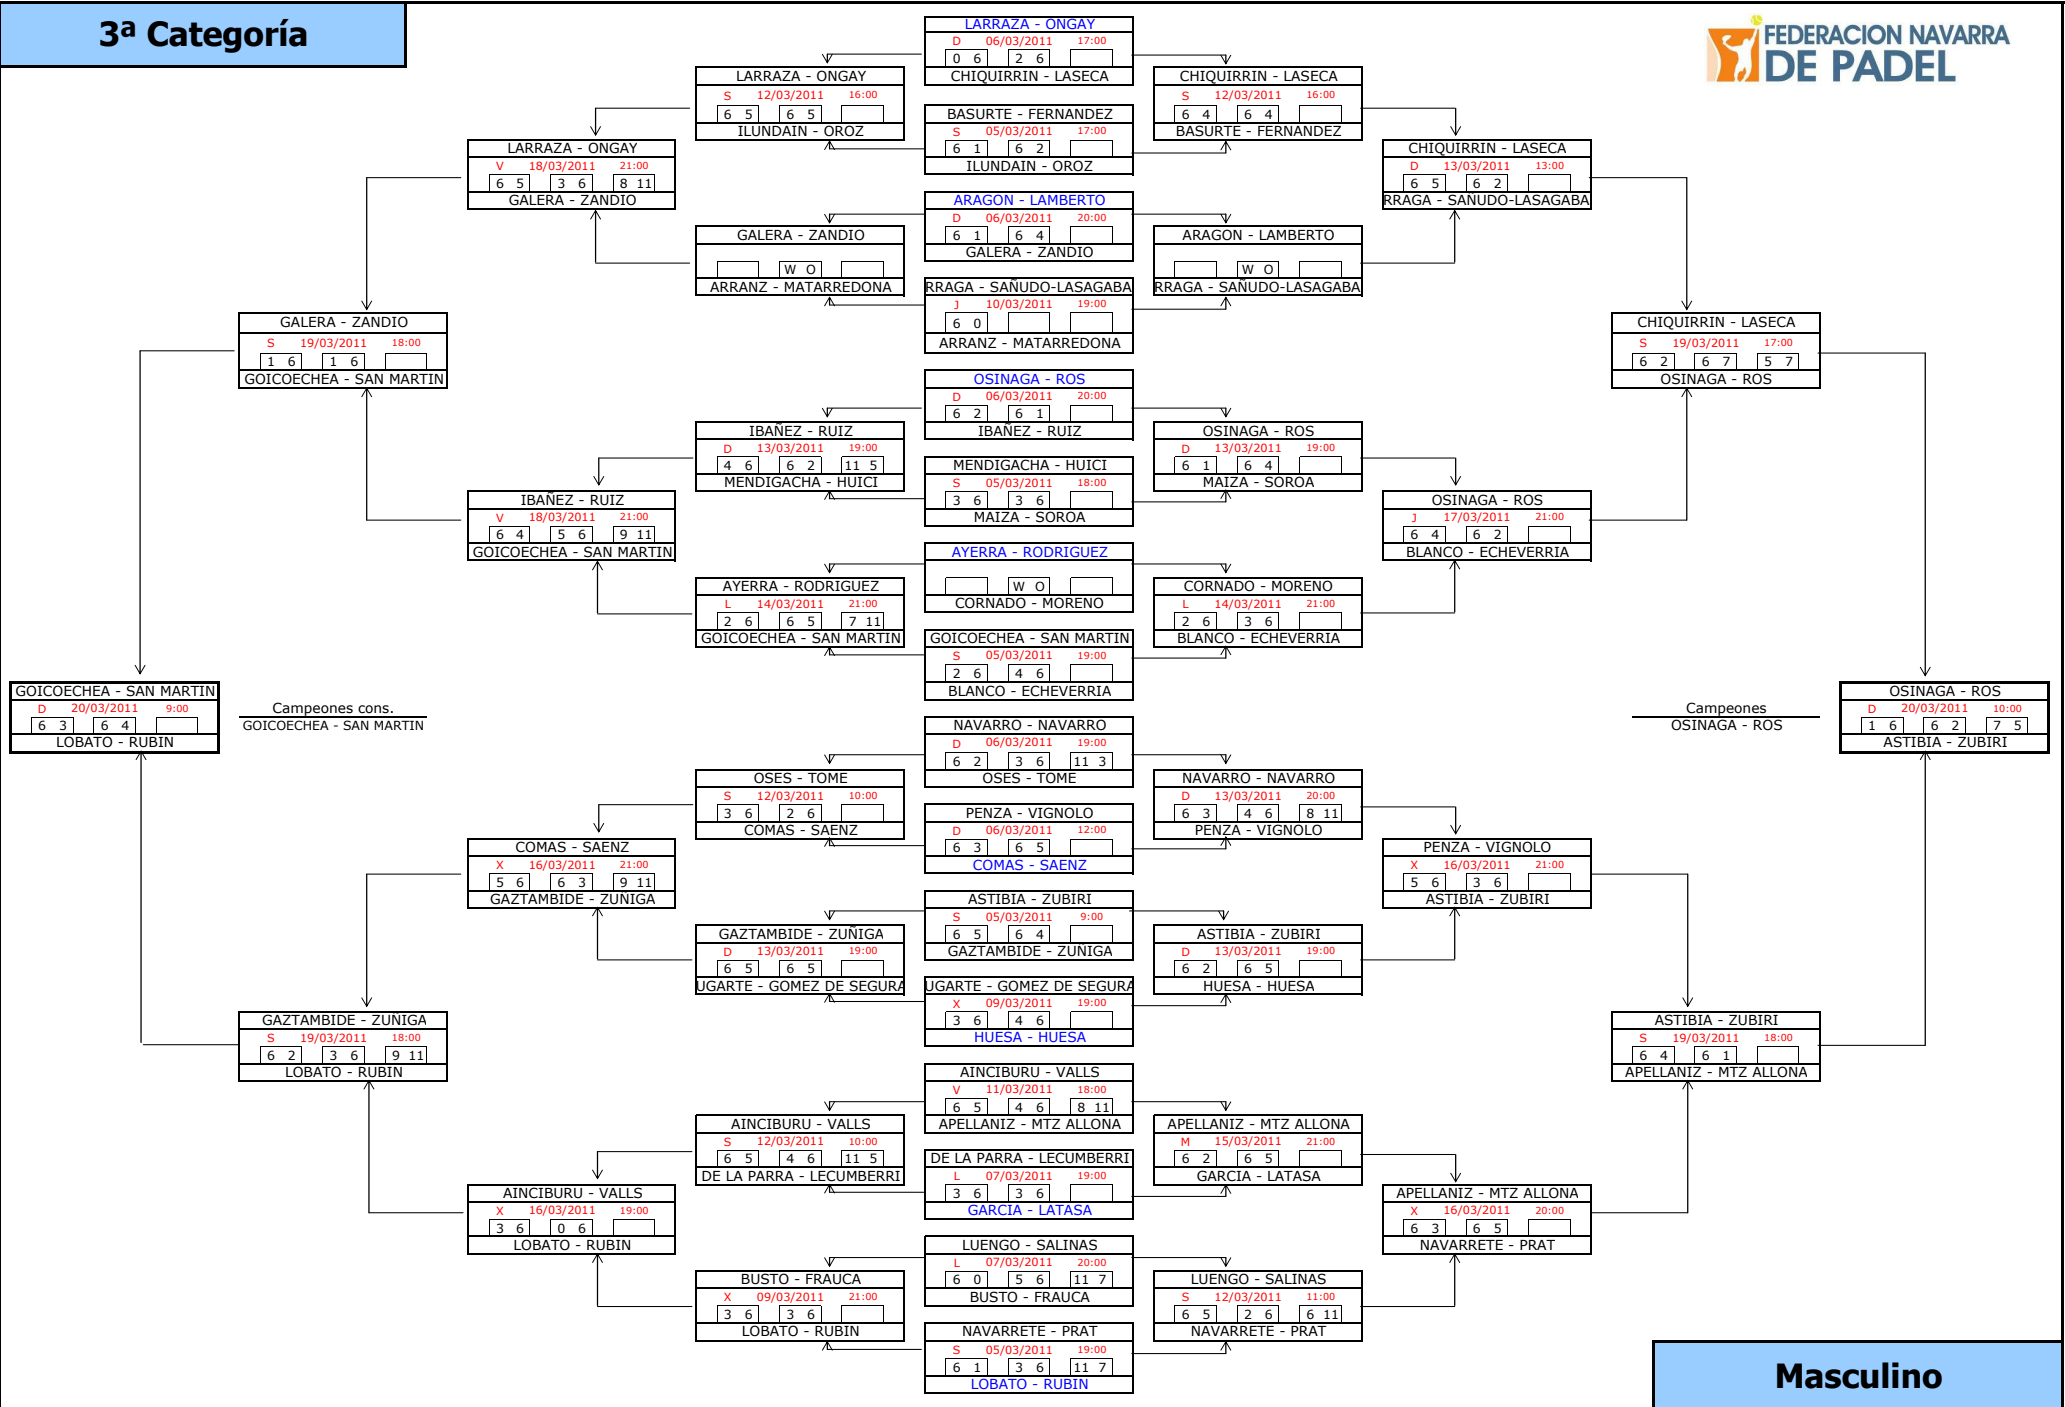 3ª Categoría
FEDERACION NAVARRA
DE PADEL
LARRAZA - ONGAY
D 06/03/2011 17:00
0 6 2 6
CHIQUIRRIN - LASECA
BASURTE - FERNANDEZ
S 05/03/2011 17:00
6 1 6 2
ILUNDAIN - OROZ
ARAGON - LAMBERTO
D 06/03/2011 20:00
6 1 6 4
GALERA - ZANDIO
RRAGA - SAÑUDO-LASAGABA
J 10/03/2011 19:00
6 0
ARRANZ - MATARREDONA
OSINAGA - ROS
D 06/03/2011 20:00
6 2 6 1
IBAÑEZ - RUIZ
MENDIGACHA - HUICI
S 05/03/2011 18:00
3 6 3 6
MAIZA - SOROA
AYERRA - RODRIGUEZ
W O
CORNADO - MORENO
GOICOECHEA - SAN MARTIN
S 05/03/2011 19:00
2 6 4 6
BLANCO - ECHEVERRIA
NAVARRO - NAVARRO
D 06/03/2011 19:00
6 2 3 6 11 3
OSES - TOME
PENZA - VIGNOLO
D 06/03/2011 12:00
6 3 6 5
COMAS - SAENZ
ASTIBIA - ZUBIRI
S 05/03/2011 9:00
6 5 6 4
GAZTAMBIDE - ZUÑIGA
UGARTE - GOMEZ DE SEGURA
X 09/03/2011 19:00
3 6 4 6
HUESA - HUESA
AINCIBURU - VALLS
V 11/03/2011 18:00
6 5 4 6 8 11
APELLANIZ - MTZ ALLONA
DE LA PARRA - LECUMBERRI
L 07/03/2011 19:00
3 6 3 6
GARCIA - LATASA
LUENGO - SALINAS
L 07/03/2011 20:00
6 0 5 6 11 7
BUSTO - FRAUCA
NAVARRETE - PRAT
S 05/03/2011 19:00
6 1 3 6 11 7
LOBATO - RUBIN
LARRAZA - ONGAY
S 12/03/2011 16:00
6 5 6 5
ILUNDAIN - OROZ
GALERA - ZANDIO
W O
ARRANZ - MATARREDONA
IBAÑEZ - RUIZ
D 13/03/2011 19:00
4 6 6 2 11 5
MENDIGACHA - HUICI
AYERRA - RODRIGUEZ
L 14/03/2011 21:00
2 6 6 5 7 11
GOICOECHEA - SAN MARTIN
OSES - TOME
S 12/03/2011 10:00
3 6 2 6
COMAS - SAENZ
GAZTAMBIDE - ZUÑIGA
D 13/03/2011 19:00
6 5 6 5
UGARTE - GOMEZ DE SEGURA
AINCIBURU - VALLS
S 12/03/2011 10:00
6 5 4 6 11 5
DE LA PARRA - LECUMBERRI
BUSTO - FRAUCA
X 09/03/2011 21:00
3 6 3 6
LOBATO - RUBIN
LARRAZA - ONGAY
V 18/03/2011 21:00
6 5 3 6 8 11
GALERA - ZANDIO
IBAÑEZ - RUIZ
V 18/03/2011 21:00
6 4 5 6 9 11
GOICOECHEA - SAN MARTIN
COMAS - SAENZ
X 16/03/2011 21:00
5 6 6 3 9 11
GAZTAMBIDE - ZUÑIGA
AINCIBURU - VALLS
X 16/03/2011 19:00
3 6 0 6
LOBATO - RUBIN
GALERA - ZANDIO
S 19/03/2011 18:00
1 6 1 6
GOICOECHEA - SAN MARTIN
GAZTAMBIDE - ZUÑIGA
S 19/03/2011 18:00
6 2 3 6 9 11
LOBATO - RUBIN
GOICOECHEA - SAN MARTIN
D 20/03/2011 9:00
6 3 6 4
LOBATO - RUBIN
Campeones cons.
GOICOECHEA - SAN MARTIN
CHIQUIRRIN - LASECA
S 12/03/2011 16:00
6 4 6 4
BASURTE - FERNANDEZ
ARAGON - LAMBERTO
W O
RRAGA - SAÑUDO-LASAGABA
OSINAGA - ROS
D 13/03/2011 19:00
6 1 6 4
MAIZA - SOROA
CORNADO - MORENO
L 14/03/2011 21:00
2 6 3 6
BLANCO - ECHEVERRIA
NAVARRO - NAVARRO
D 13/03/2011 20:00
6 3 4 6 8 11
PENZA - VIGNOLO
ASTIBIA - ZUBIRI
D 13/03/2011 19:00
6 2 6 5
HUESA - HUESA
APELLANIZ - MTZ ALLONA
M 15/03/2011 21:00
6 2 6 5
GARCIA - LATASA
LUENGO - SALINAS
S 12/03/2011 11:00
6 5 2 6 6 11
NAVARRETE - PRAT
CHIQUIRRIN - LASECA
D 13/03/2011 13:00
6 5 6 2
RRAGA - SAÑUDO-LASAGABA
OSINAGA - ROS
J 17/03/2011 21:00
6 4 6 2
BLANCO - ECHEVERRIA
PENZA - VIGNOLO
X 16/03/2011 21:00
5 6 3 6
ASTIBIA - ZUBIRI
APELLANIZ - MTZ ALLONA
X 16/03/2011 20:00
6 3 6 5
NAVARRETE - PRAT
CHIQUIRRIN - LASECA
S 19/03/2011 17:00
6 2 6 7 5 7
OSINAGA - ROS
ASTIBIA - ZUBIRI
S 19/03/2011 18:00
6 4 6 1
APELLANIZ - MTZ ALLONA
Campeones
OSINAGA - ROS
OSINAGA - ROS
D 20/03/2011 10:00
1 6 6 2 7 5
ASTIBIA - ZUBIRI
Masculino